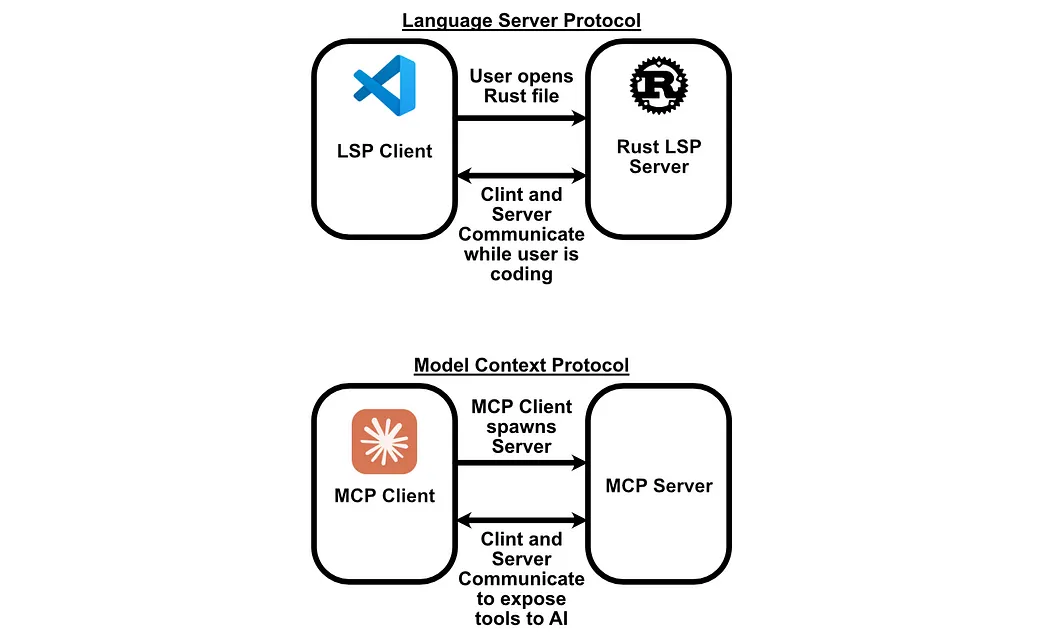 Language Server Protocol
User opens
Rust file
LSP Client
Rust LSP
Server
Clint and
Server
Communicate
while user is
coding
Model Context Protocol
MCP Client
spawns
Server
MCP Client
MCP Server
Clint and
Server
Communicate
to expose
tools to AI